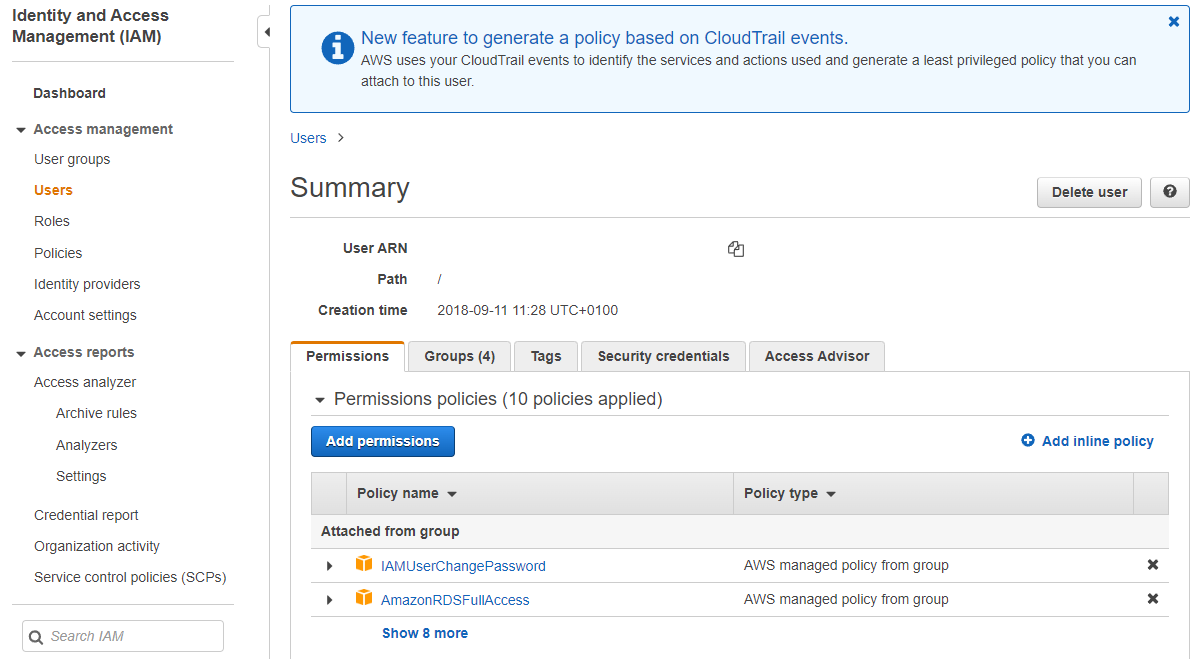 Identity and Access
Management (IAM)
Dashboard
Access management
User groups
Users
Roles
Policies
Identity providers
Account settings
Access reports
Access analyzer
Archive rules
Analyzers
Settings
Credential report
Organization activity
Service control policies (SCPs)
Search IAM
New feature to generate a policy based on CloudTrail events.
AWS uses your CloudTrail events to identify the services and actions used and generate a least privileged policy that you can
attach to this user.
Users
Summary
Delete user
User ARN
Path /
Creation time 2018-09-11 11:28 UTC+0100
Permissions Groups (4) Tags Security credentials Access Advisor
Permissions policies (10 policies applied)
Add permissions Add inline policy
Policy name Policy type
Attached from group
IAMUserChangePassword AWS managed policy from group
AmazonRDSFullAccess AWS managed policy from group
Show 8 more